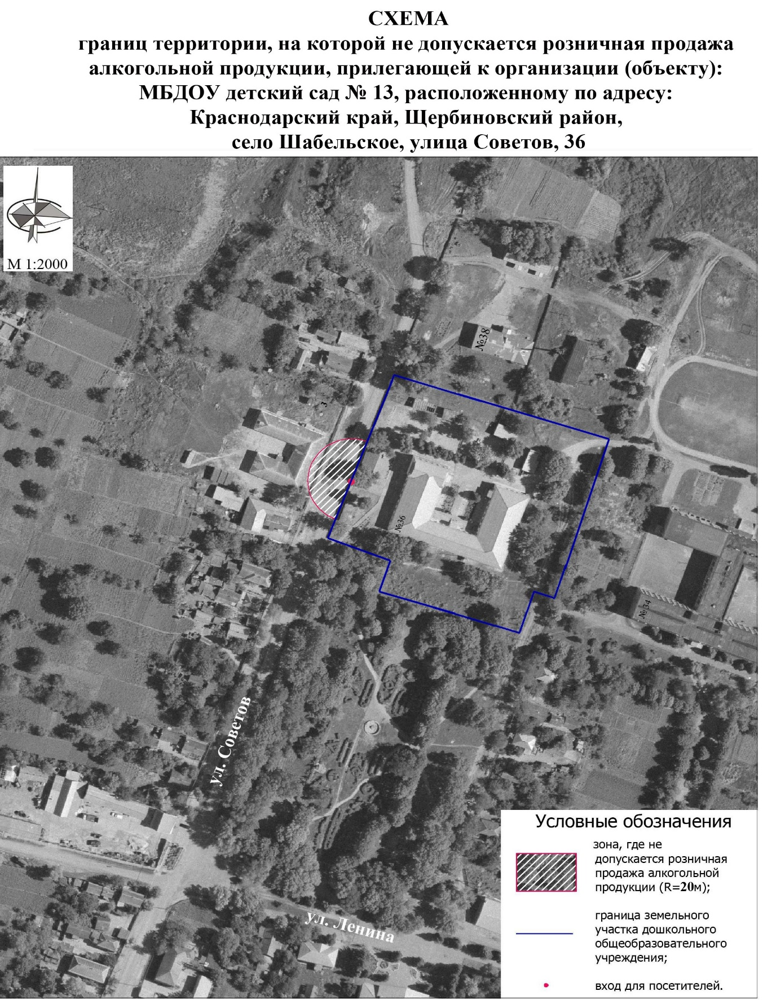 СХЕМА
границ территории, на которой не допускается розничная продажа
алкогольной продукции, прилегающей к организации (объекту):
МБДОУ детский сад № 13, расположенному по адресу:
Краснодарский край, Щербиновский район,
село Шабельское, улица Советов, 36
М 1:2000
№38
3
№36
№ 34
ул. Советов
ул. Ленина
Условные обозначения
зона, где не
допускается розничная
продажа алкогольной
продукции (R=20м);
граница земельного
участка дошкольного
общеобразовательного
учреждения;
вход для посетителей.